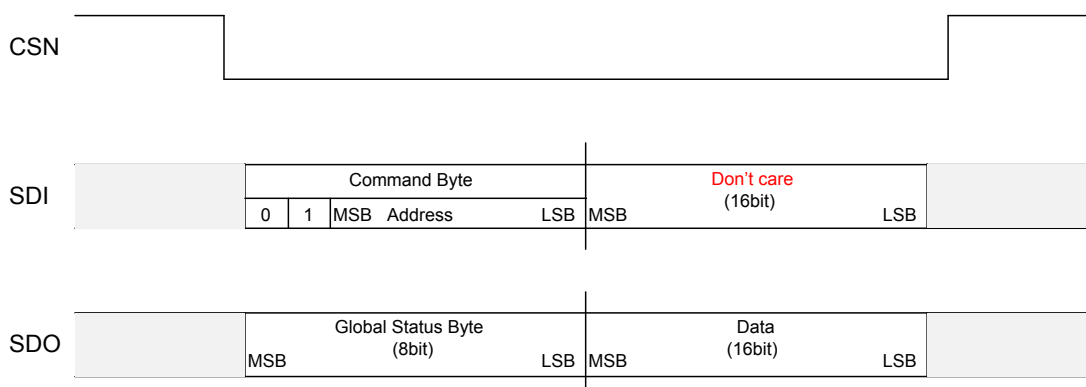 CSN
SDI
Command Byte
0 1 MSB Address LSB
Don't care
(16bit)
MSB LSB
SDO
Global Status Byte
(8bit)
MSB LSB
Data
(16bit)
MSB LSB